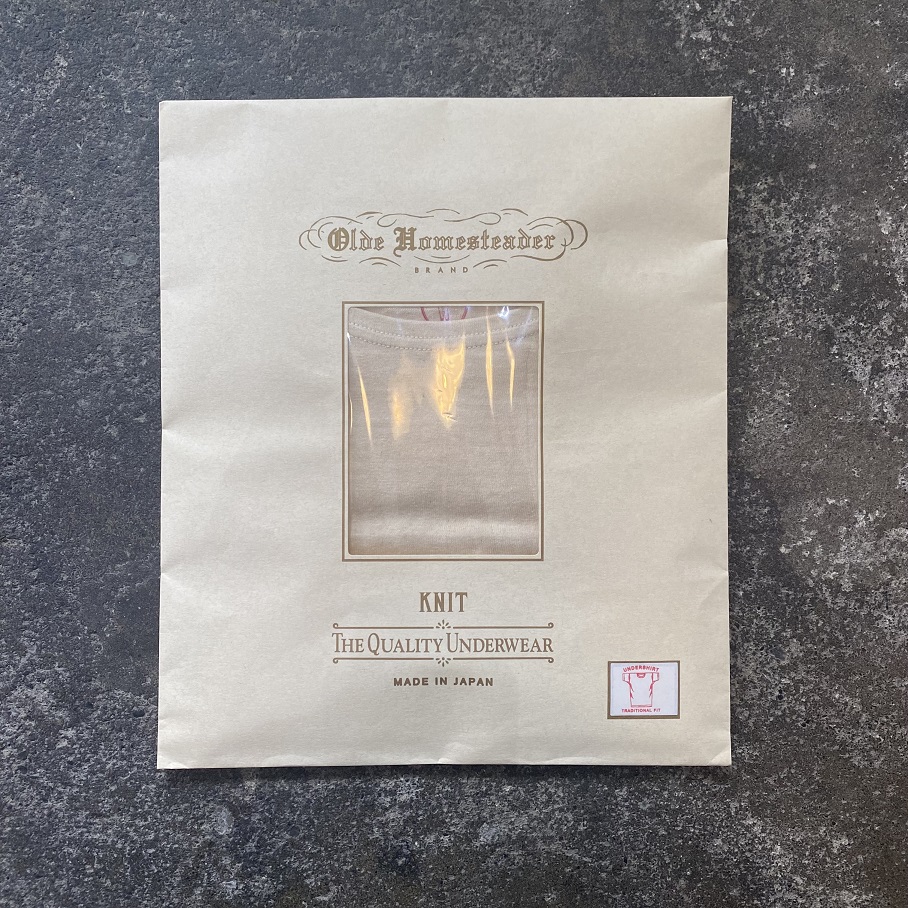 Olde Homesteader
BRAND
KNIT
THE QUALITY UNDERWEAR
MADE IN JAPAN
UNDERSHIRT
TRADITIONAL FIT